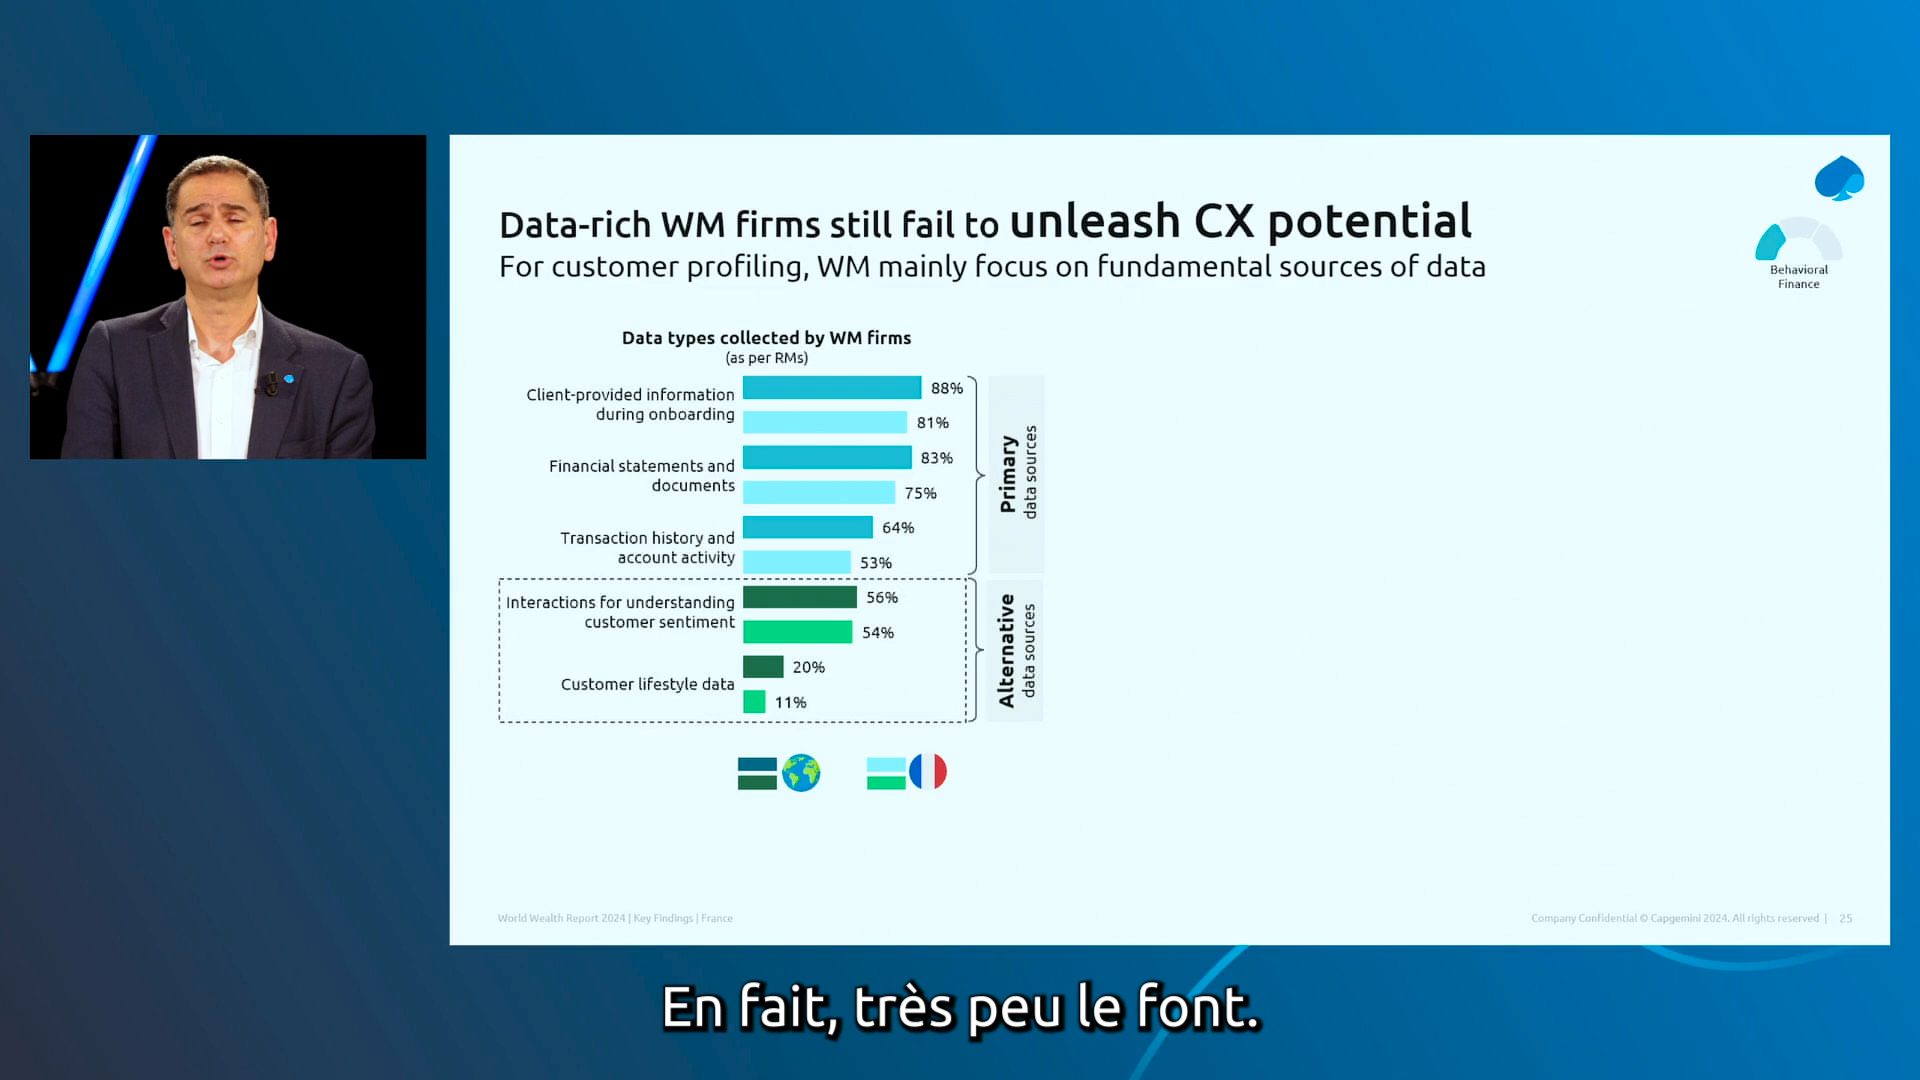 Data-rich WM firms still fail to unleash CX potential
For customer profiling, WM mainly focus on fundamental sources of data
Behavioral
Finance
Data types collected by WM firms
(as per RMs)
Client-provided information
during onboarding
88%
81%
Financial statements and
documents
83%
75%
Transaction history and
account activity
64%
53%
Primary
data sources
Interactions for understanding
customer sentiment
56%
54%
Customer lifestyle data
20%
11%
Alternative
data sources
World Wealth Report 2024 | Key Findings | France
Company Confidential © Capgemini 2024. All rights reserved | 25
En fait, très peu le font.